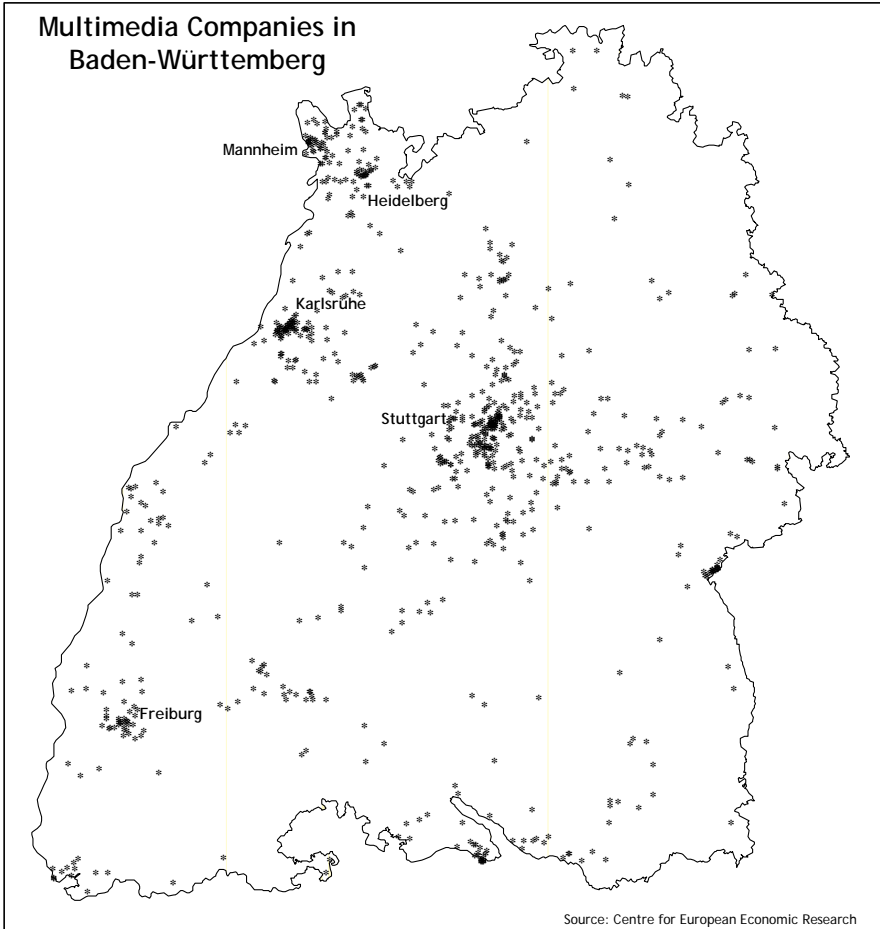 Multimedia Companies in
Baden-Württemberg
Mannheim
Heidelberg
Karlsruhe
Stuttgart
Freiburg
Source: Centre for European Economic Research